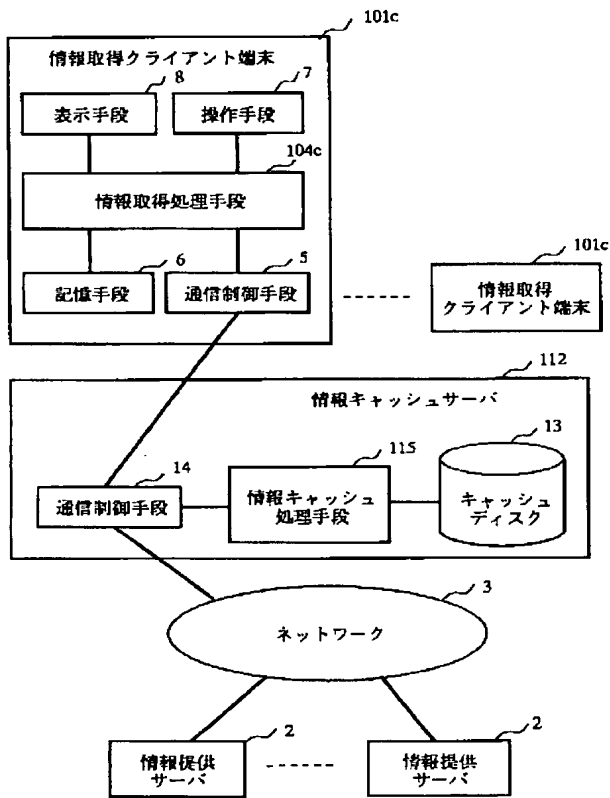 101c
情報取得クライアント端末
8
7
表示手段
操作手段
104c
情報取得処理手段
6
5
記憶手段
通信制御手段
101c
情報取得
クライアント端末
112
情報キャッシュサーバ
14
115
13
通信制御手段
情報キャッシュ
処理手段
キャッシュ
ディスク
3
ネットワーク
2
2
情報提供
サーバ
情報提供
サーバ